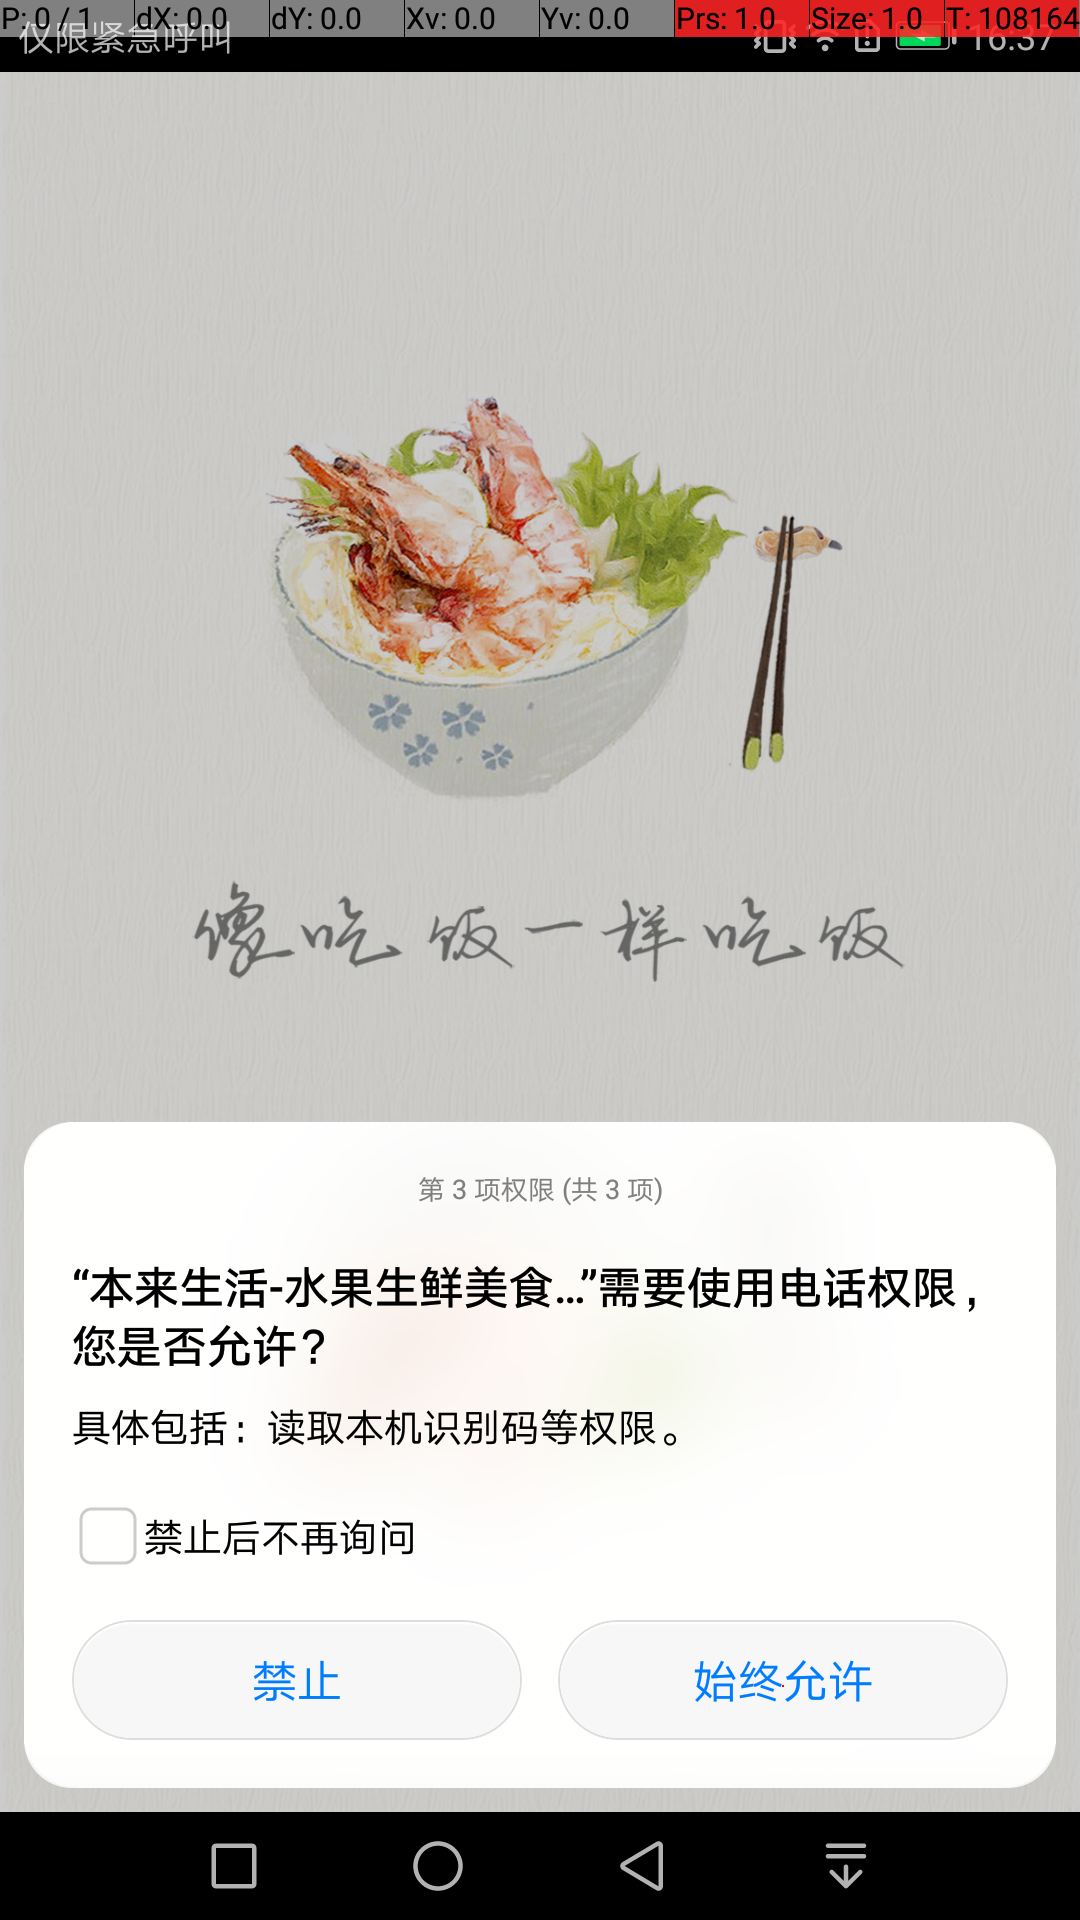 P: 0 / 1 dX: 0.0 dY: 0.0 Xv: 0.0 Yv: 0.0 Prs: 1.0 Size: 1.0 T: 108164
仅限紧急呼叫 16:37
像吃饭一样吃饭
第 3 项权限 (共 3 项)
“本来生活-水果生鲜美食...”需要使用电话权限，
您是否允许？
具体包括：读取本机识别码等权限。
禁止后不再询问
禁止 始终允许